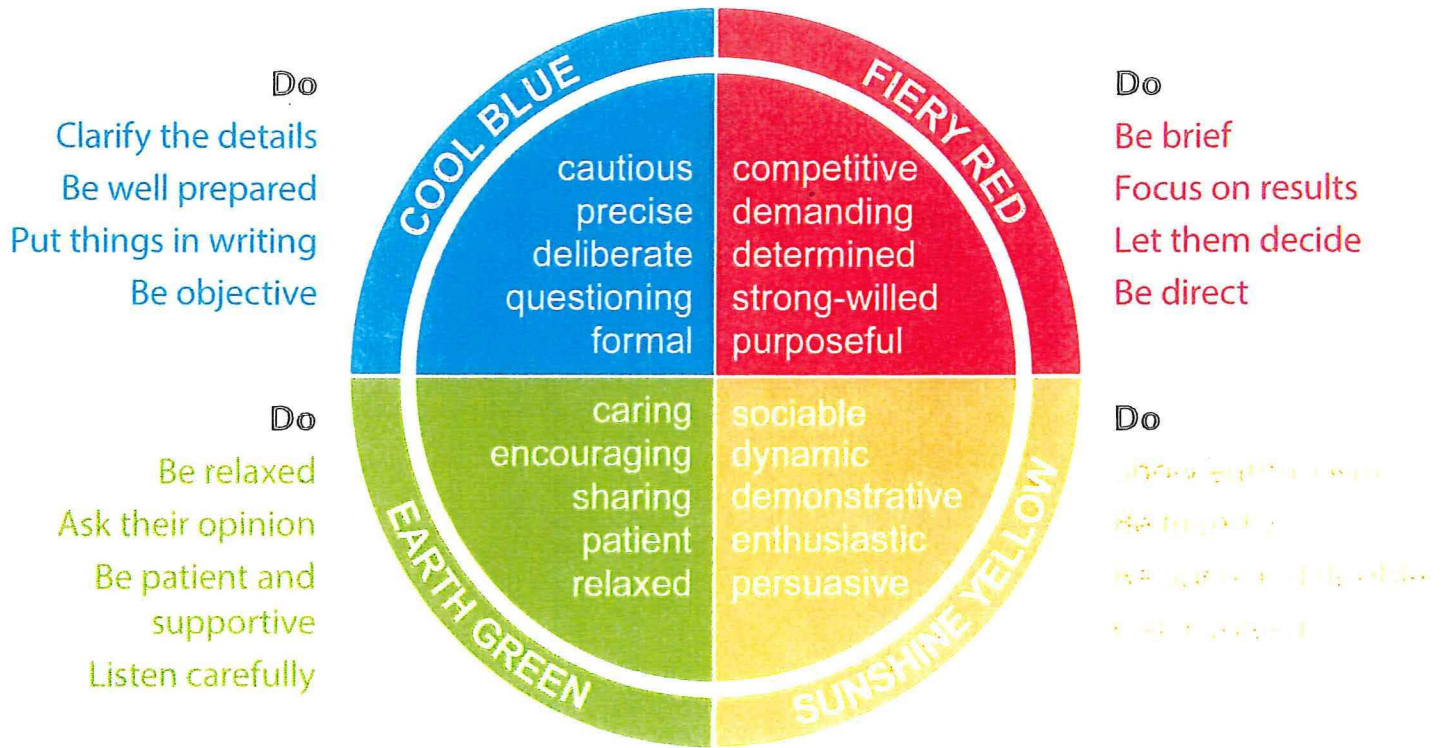 Do
Clarify the details
Be well prepared
Put things in writing
Be objective
COOL BLUE
cautious
precise
deliberate
questioning
formal
FIERY RED
competitive
demanding
determined
strong-willed
purposeful
Do
Be brief
Focus on results
Let them decide
Be direct
Do
Be relaxed
Ask their opinion
Be patient and
supportive
Listen carefully
EARTH GREEN
caring
encouraging
sharing
patient
relaxed
SUNSHINE YELLOW
sociable
dynamic
demonstrative
enthusiastic
persuasive
Do